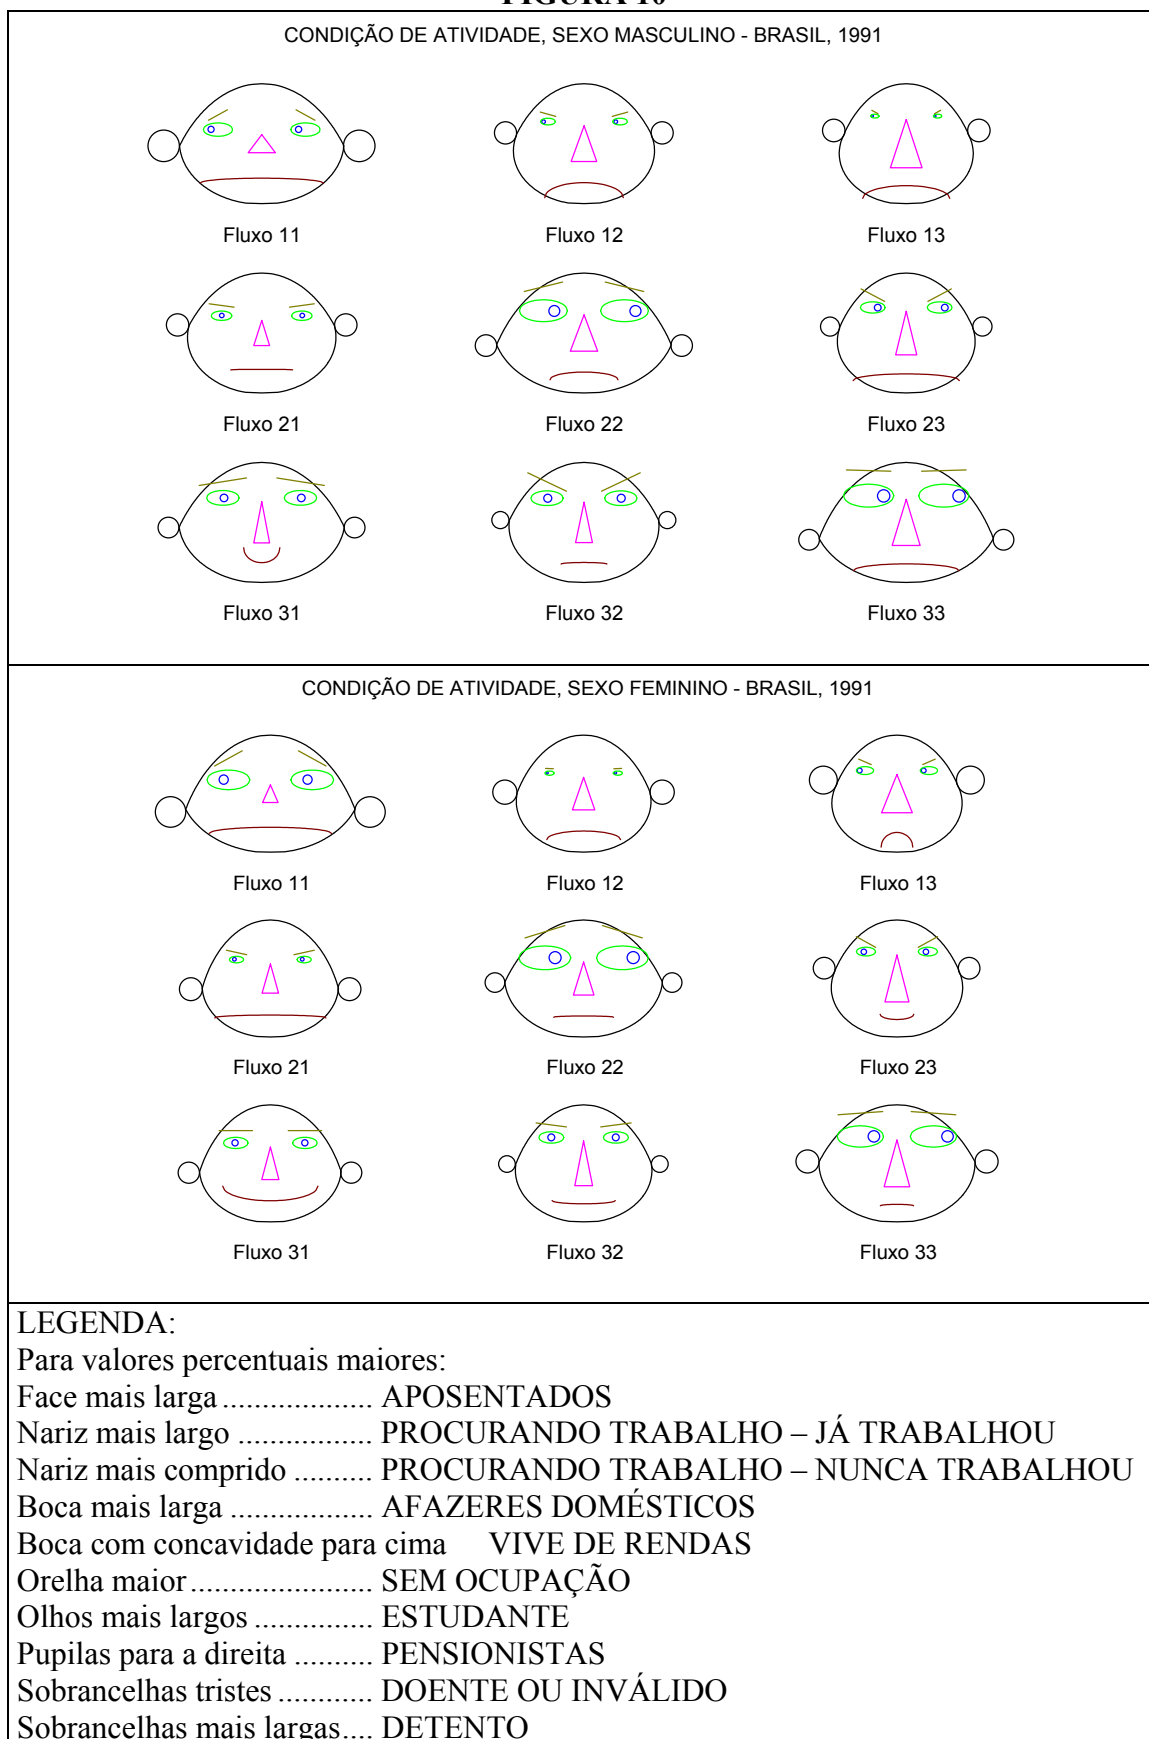 FIGURA 10
CONDIÇÃO DE ATIVIDADE, SEXO MASCULINO - BRASIL, 1991
Fluxo 11 Fluxo 12 Fluxo 13
Fluxo 21 Fluxo 22 Fluxo 23
Fluxo 31 Fluxo 32 Fluxo 33
CONDIÇÃO DE ATIVIDADE, SEXO FEMININO - BRASIL, 1991
Fluxo 11 Fluxo 12 Fluxo 13
Fluxo 21 Fluxo 22 Fluxo 23
Fluxo 31 Fluxo 32 Fluxo 33
LEGENDA:
Para valores percentuais maiores:
Face mais larga .................. APOSENTADOS
Nariz mais largo ................ PROCURANDO TRABALHO – JÁ TRABALHOU
Nariz mais comprido .......... PROCURANDO TRABALHO – NUNCA TRABALHOU
Boca mais larga ................. AFAZERES DOMÉSTICOS
Boca com concavidade para cima VIVE DE RENDAS
Orelha maior ...................... SEM OCUPAÇÃO
Olhos mais largos .............. ESTUDANTE
Pupilas para a direita .......... PENSIONISTAS
Sobrancelhas tristes ............ DOENTE OU INVÁLIDO
Sobrancelhas mais largas.... DETENTO